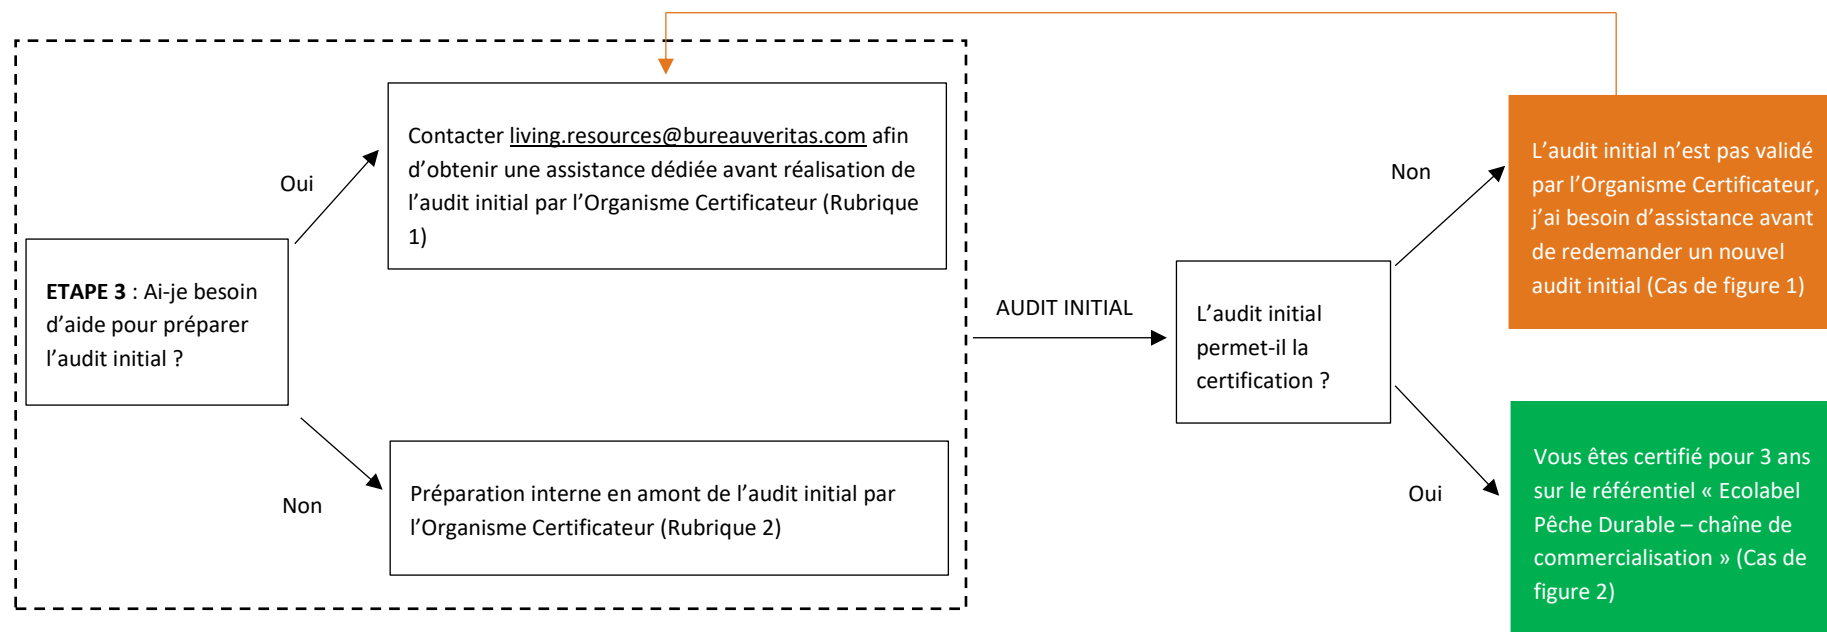 Contacter living.resources@bureauveritas.com afin
d’obtenir une assistance dédiée avant réalisation de
l’audit initial par l’Organisme Certificateur (Rubrique
1)
Oui
ETAPE 3 : Ai-je besoin
d’aide pour préparer
l’audit initial ?
Non
Préparation interne en amont de l’audit initial par
l’Organisme Certificateur (Rubrique 2)
AUDIT INITIAL
L’audit initial
permet-il la
certification ?
Non
L’audit initial n’est pas validé
par l’Organisme Certificateur,
j’ai besoin d’assistance avant
de redemander un nouvel
audit initial (Cas de figure 1)
Oui
Vous êtes certifié pour 3 ans
sur le référentiel « Ecolabel
Pêche Durable – chaîne de
commercialisation » (Cas de
figure 2)